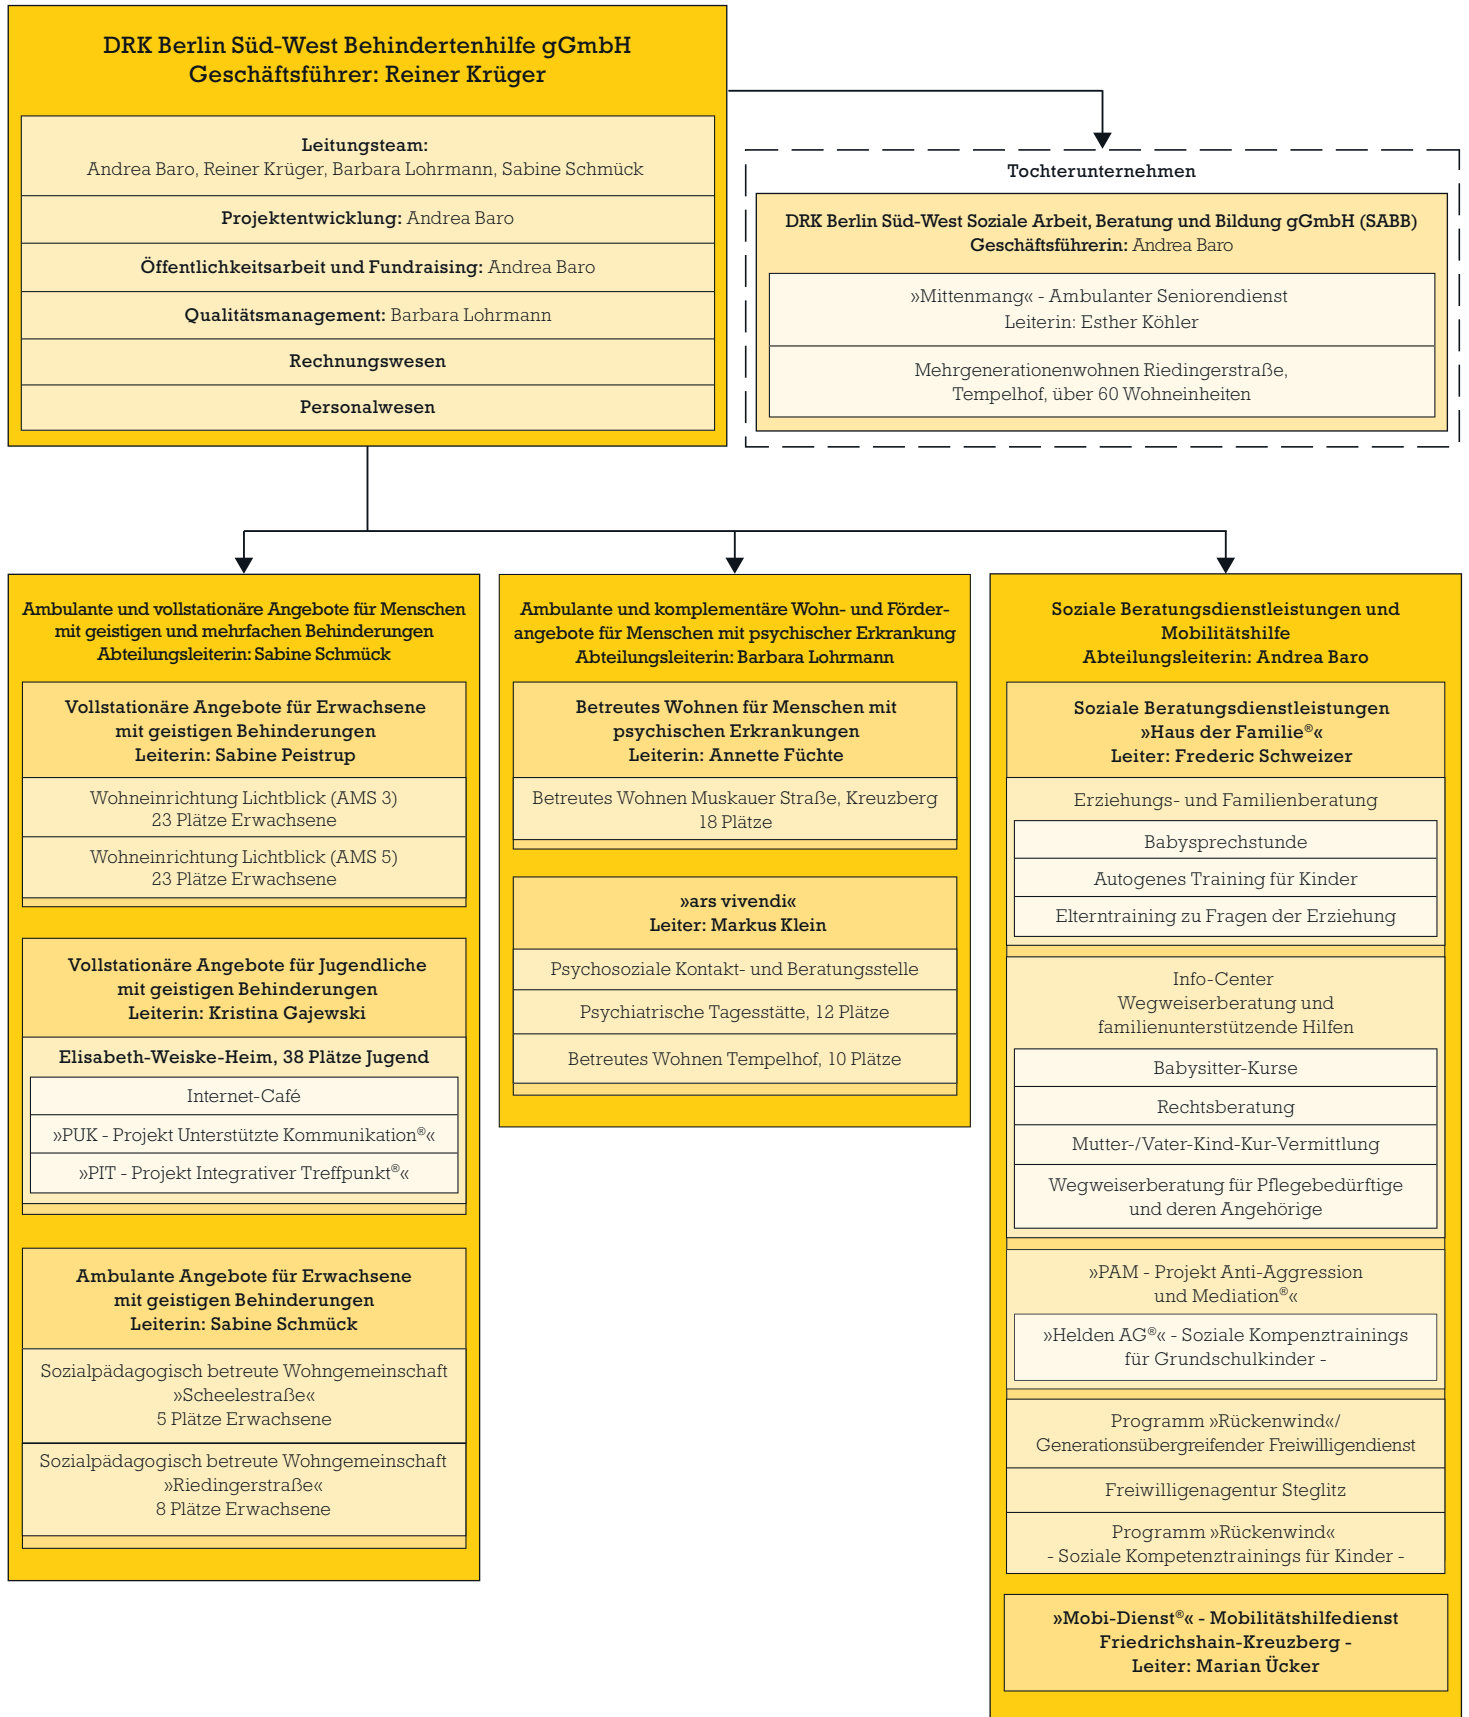 DRK Berlin Süd-West Behindertenhilfe gGmbH
Geschäftsführer: Reiner Krüger
Leitungsteam:
Andrea Baro, Reiner Krüger, Barbara Lohrmann, Sabine Schmück
Projektentwicklung: Andrea Baro
Öffentlichkeitsarbeit und Fundraising: Andrea Baro
Qualitätsmanagement: Barbara Lohrmann
Rechnungswesen
Personalwesen
Tochterunternehmen
DRK Berlin Süd-West Soziale Arbeit, Beratung und Bildung gGmbH (SABB)
Geschäftsführerin: Andrea Baro
»Mittenmang« - Ambulanter Seniorendienst
Leiterin: Esther Köhler
Mehrgenerationenwohnen Riedingerstraße,
Tempelhof, über 60 Wohneinheiten
Ambulante und vollstationäre Angebote für Menschen
mit geistigen und mehrfachen Behinderungen
Abteilungsleiterin: Sabine Schmück
Vollstationäre Angebote für Erwachsene
mit geistigen Behinderungen
Leiterin: Sabine Peistrup
Wohneinrichtung Lichtblick (AMS 3)
23 Plätze Erwachsene
Wohneinrichtung Lichtblick (AMS 5)
23 Plätze Erwachsene
Vollstationäre Angebote für Jugendliche
mit geistigen Behinderungen
Leiterin: Kristina Gajewski
Elisabeth-Weiske-Heim, 38 Plätze Jugend
Internet-Café
»PUK - Projekt Unterstützte Kommunikation®«
»PIT - Projekt Integrativer Treffpunkt®«
Ambulante Angebote für Erwachsene
mit geistigen Behinderungen
Leiterin: Sabine Schmück
Sozialpädagogisch betreute Wohngemeinschaft
»Scheelestraße«
5 Plätze Erwachsene
Sozialpädagogisch betreute Wohngemeinschaft
»Riedingerstraße«
8 Plätze Erwachsene
Ambulante und komplementäre Wohn- und Förder-
angebote für Menschen mit psychischer Erkrankung
Abteilungsleiterin: Barbara Lohrmann
Betreutes Wohnen für Menschen mit
psychischen Erkrankungen
Leiterin: Annette Füchte
Betreutes Wohnen Muskauer Straße, Kreuzberg
18 Plätze
»ars vivendi«
Leiter: Markus Klein
Psychosoziale Kontakt- und Beratungsstelle
Psychiatrische Tagesstätte, 12 Plätze
Betreutes Wohnen Tempelhof, 10 Plätze
Soziale Beratungsdienstleistungen und
Mobilitätshilfe
Abteilungsleiterin: Andrea Baro
Soziale Beratungsdienstleistungen
»Haus der Familie®«
Leiter: Frederic Schweizer
Erziehungs- und Familienberatung
Babysprechstunde
Autogenes Training für Kinder
Elterntraining zu Fragen der Erziehung
Info-Center
Wegweiserberatung und
familienunterstützende Hilfen
Babysitter-Kurse
Rechtsberatung
Mutter-/Vater-Kind-Kur-Vermittlung
Wegweiserberatung für Pflegebedürftige
und deren Angehörige
»PAM - Projekt Anti-Aggression
und Mediation®«
»Helden AG®« - Soziale Kompenztrainings
für Grundschulkinder -
Programm »Rückenwind«/
Generationsübergreifender Freiwilligendienst
Freiwilligenagentur Steglitz
Programm »Rückenwind«
- Soziale Kompetenztrainings für Kinder -
»Mobi-Dienst®« - Mobilitätshilfedienst
Friedrichshain-Kreuzberg -
Leiter: Marian Ücker